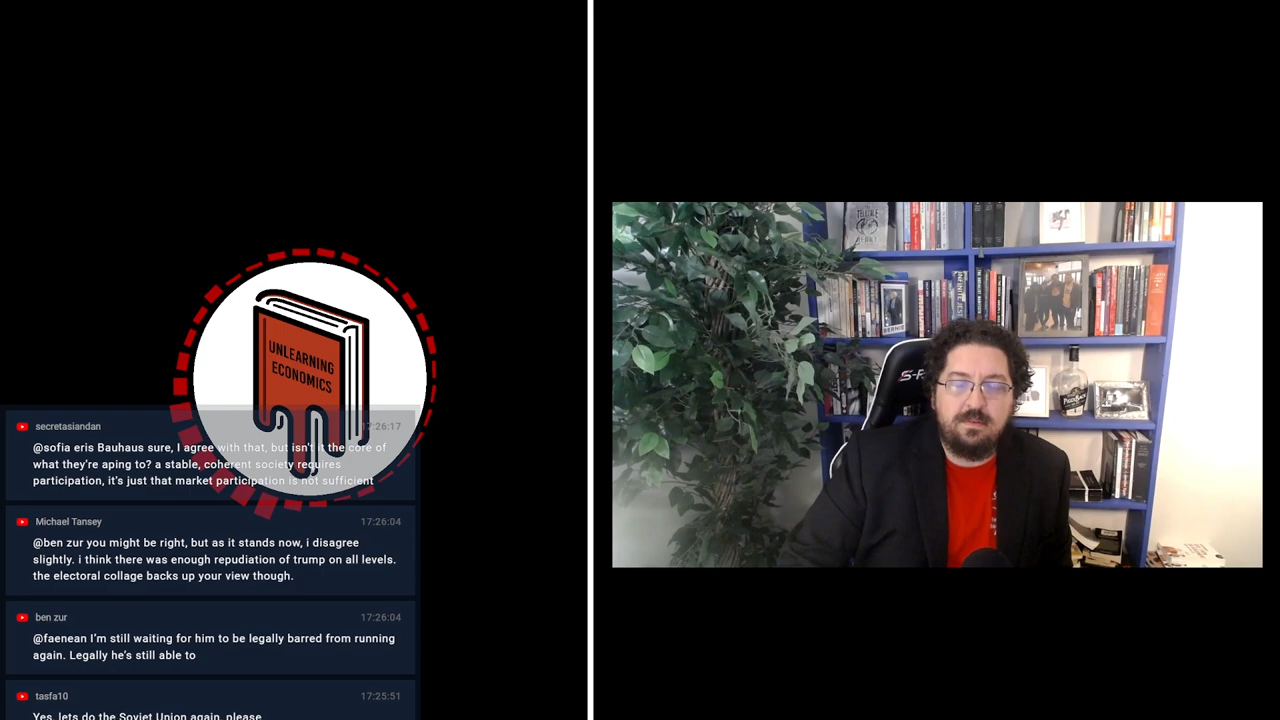 UNLEARNING
ECONOMICS
secretasiandan
17:26:17
@sofia eris Bauhaus sure, I agree with that, but isn't it the core of
what they're aping to? a stable, coherent society requires
participation, it's just that market participation is not sufficient
Michael Tansey
17:26:04
@ben zur you might be right, but as it stands now, i disagree
slightly. i think there was enough repudiation of trump on all levels.
the electoral collage backs up your view though.
ben zur
17:26:04
@faenean I'm still waiting for him to be legally barred from running
again. Legally he's still able to
tasfa10
17:25:51
Yes, lets do the Soviet Union again, please
BERNIE
INFINITE JEST